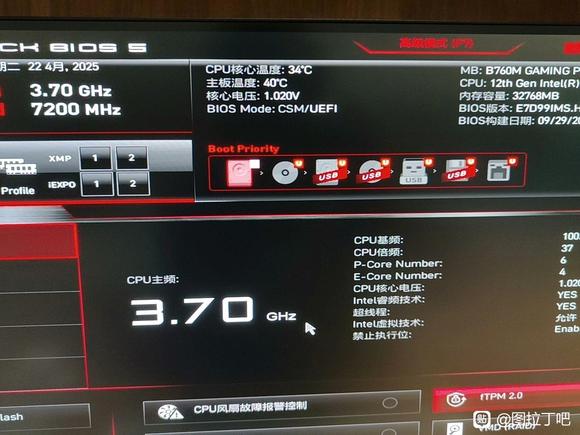 CK BIOS 5
高级模式 (F7)
二 22 4月, 2025
3.70 GHz
7200 MHz
CPU核心温度: 34°C
主板温度: 40°C
核心电压: 1.020V
BIOS Mode: CSM/UEFI
MB: B760M GAMING P
CPU: 12th Gen Intel(R)
内存容量: 32768MB
BIOS版本: E7D99IMS.H
BIOS构建日期: 09/29/20
Boot Priority
XMP 1 2
Profile
iEXPO 1 2
USB
USB
USB
USB
CPU主频:
3.70 GHz
CPU基频: 100
CPU倍频: 37
P-Core Number: 6
E-Core Number: 4
CPU核心电压: 1.020
Intel睿频技术: YES
超线程: YES
Intel虚拟技术: 允许
禁止执行位: Enab
CPU风扇故障报警控制
fTPM 2.0
lash
VMD (RAID)
贴 @图拉丁吧